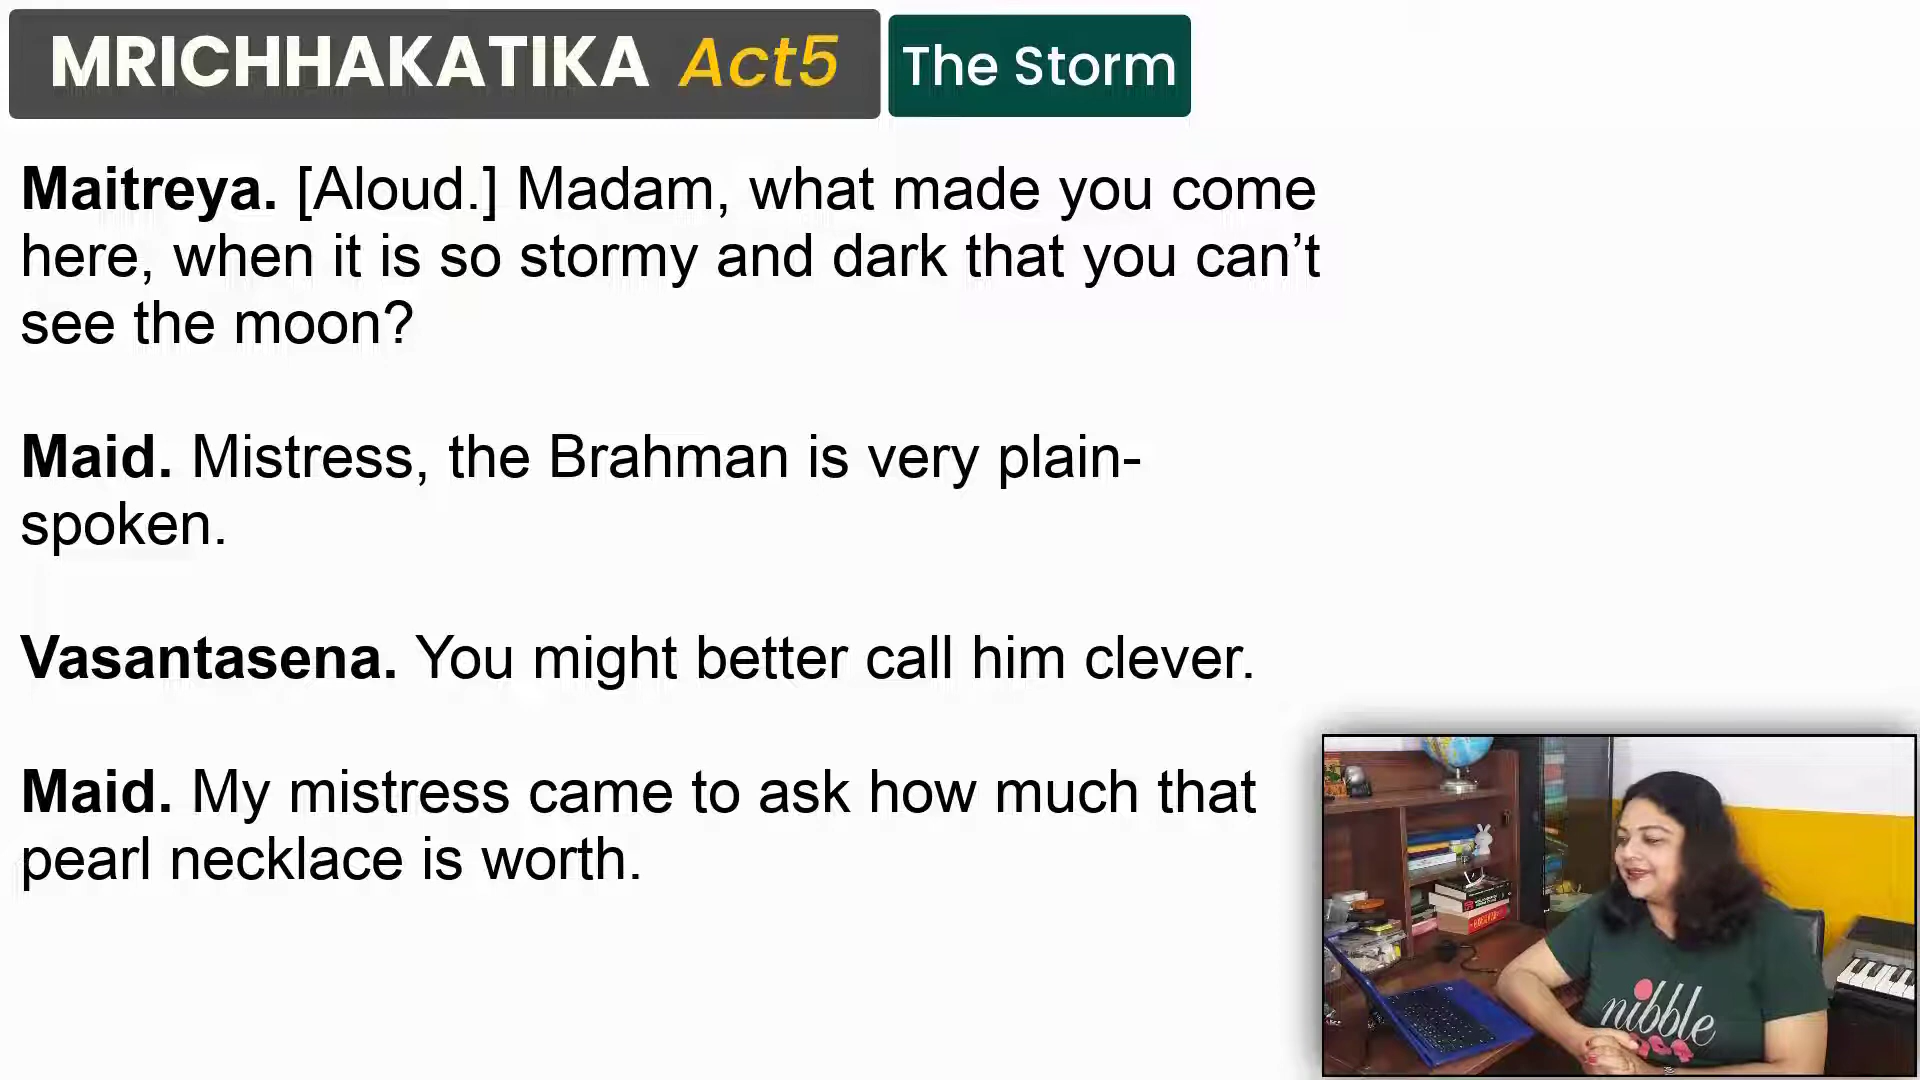 MRICHHAKATIKA Act5 The Storm
Maitreya. [Aloud.] Madam, what made you come
here, when it is so stormy and dark that you can’t
see the moon?
Maid. Mistress, the Brahman is very plain-
spoken.
Vasantasena. You might better call him clever.
Maid. My mistress came to ask how much that
pearl necklace is worth.
nibble